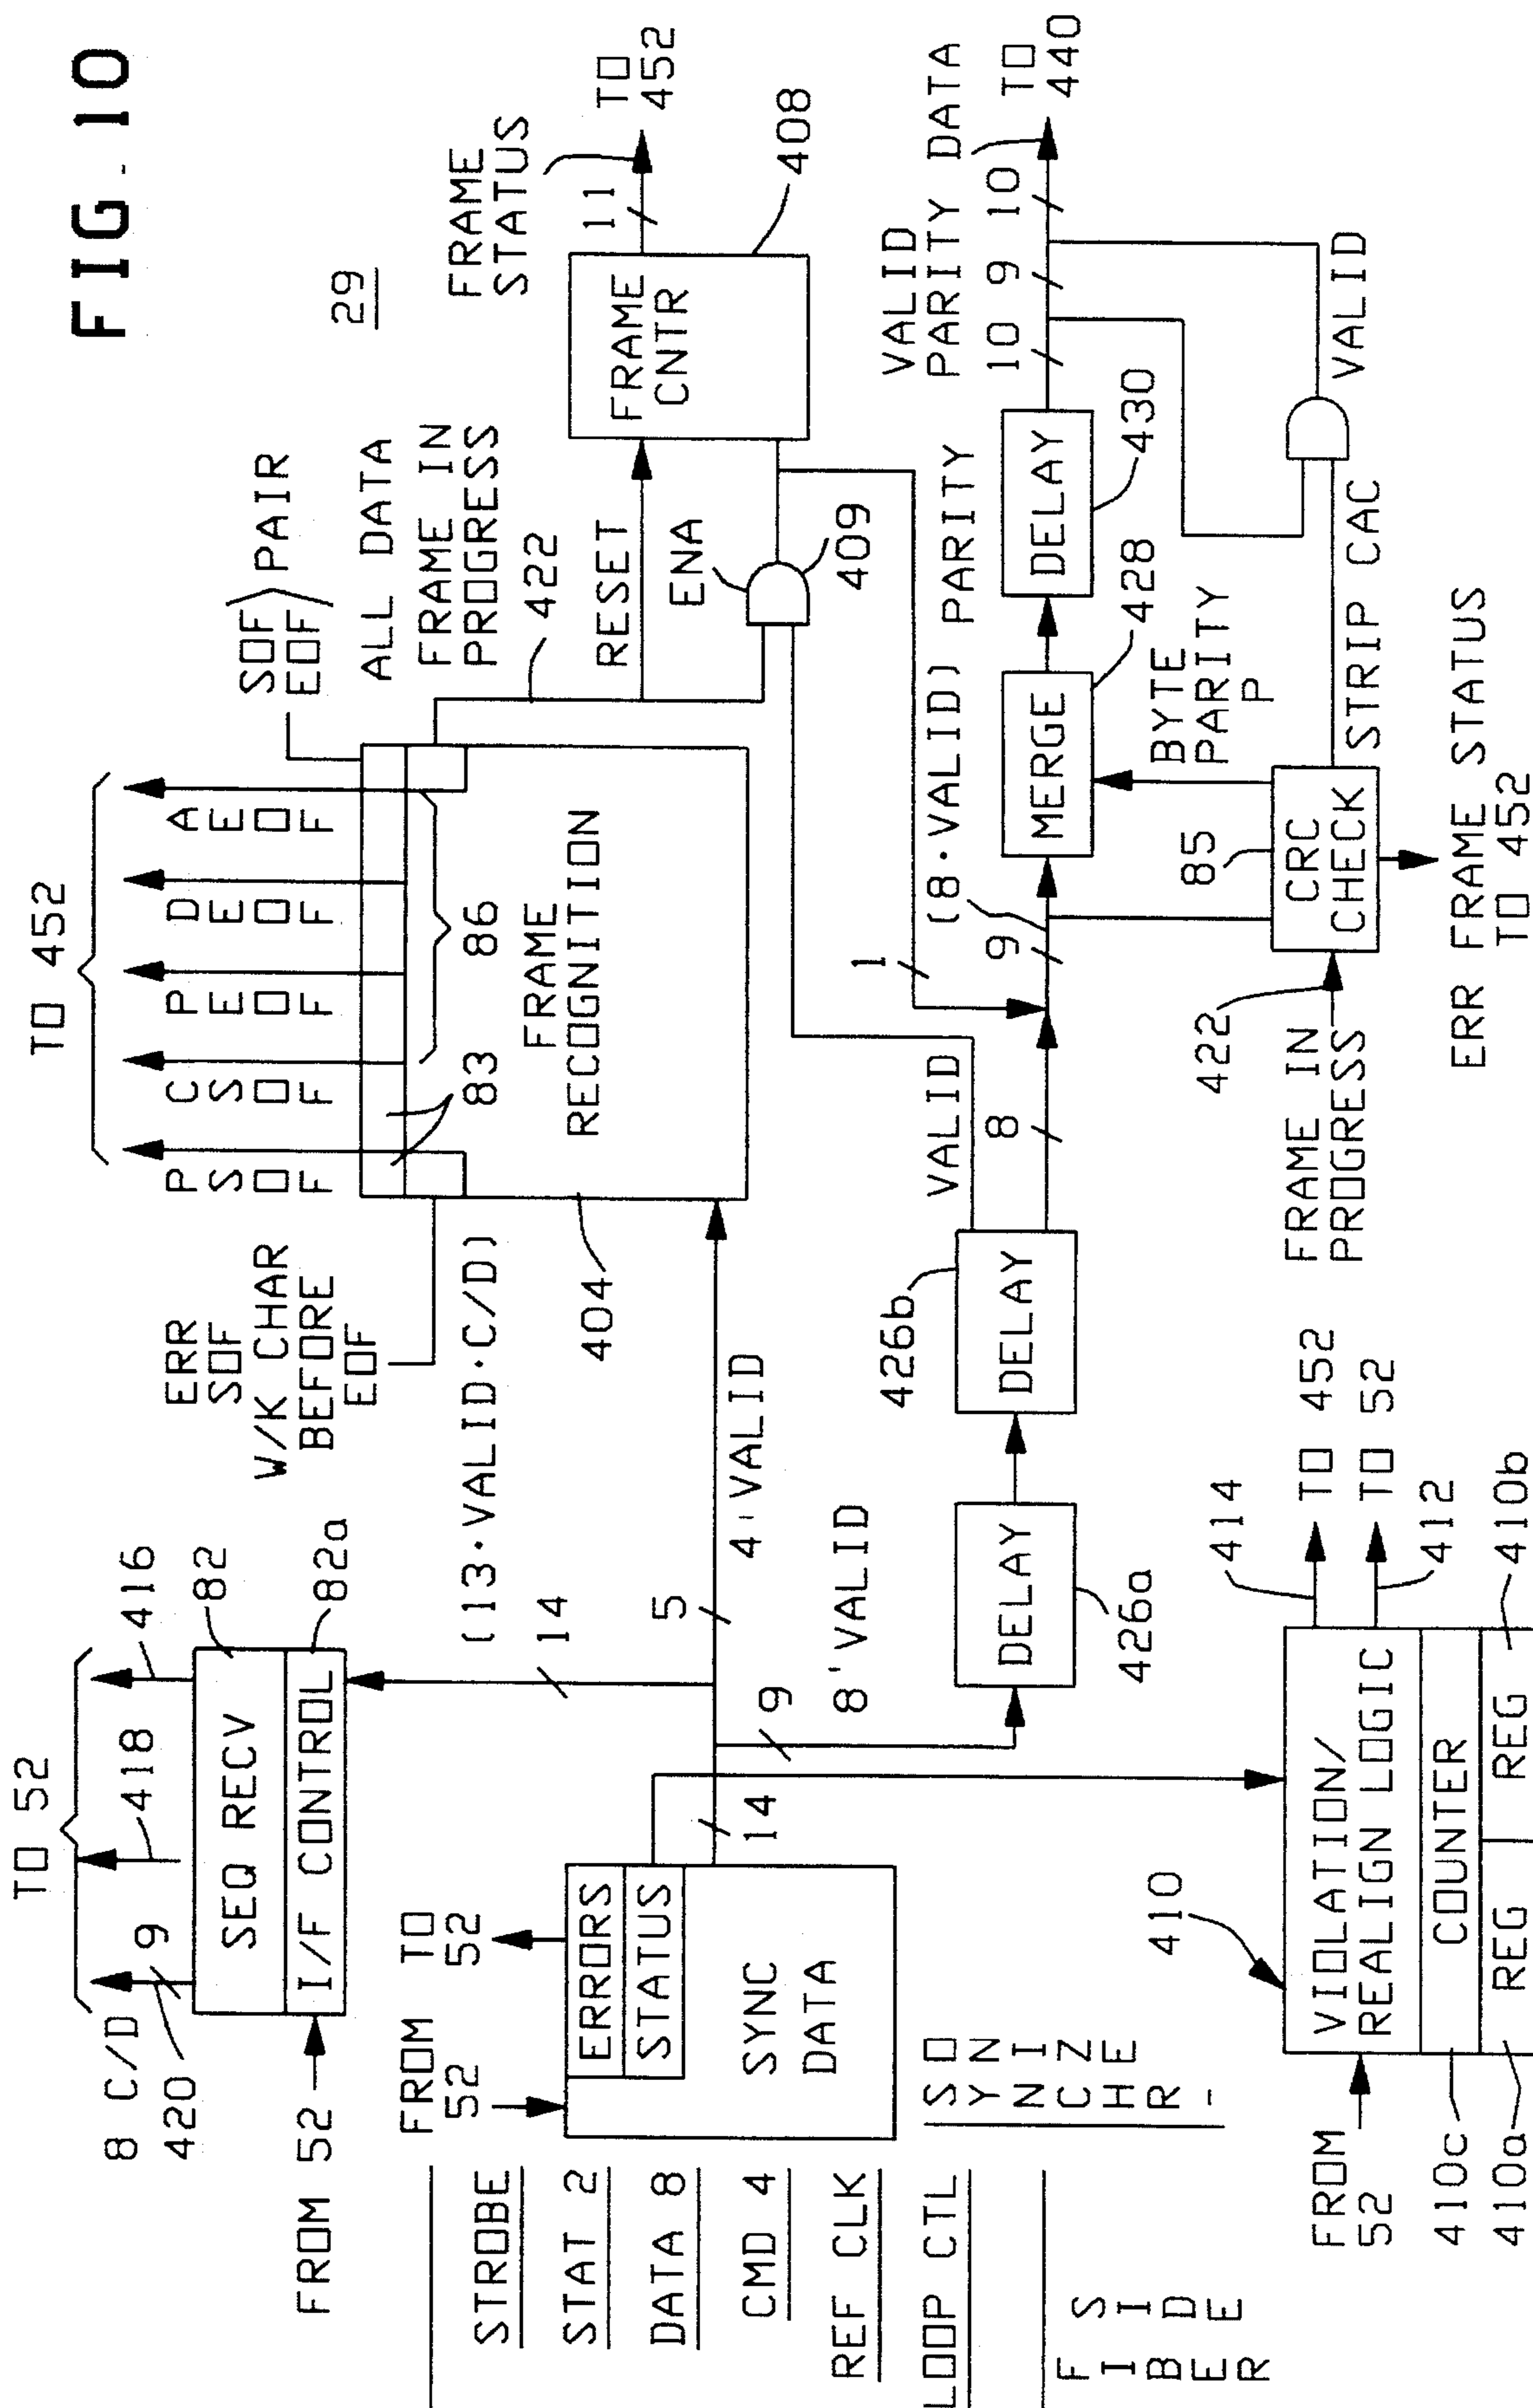 FIG. 10
29
TO 52
8 C/D
9
420
418
416
SEQ RECV
82
I/F CONTROL
82a
FROM 52
14
(13·VALID·C/D)
ERR
SOF
W/K CHAR
BEFORE
EOF
TO 452
PSOF
CSOF
PEOF
DEOF
AEOF
83
86
SOF
EOF
PAIR
ALL DATA
FRAME IN
PROGRESS
422
FRAME
RECOGNITION
404
RESET
ENA
409
FRAME
CNTR
408
11
FRAME
STATUS
TO
452
FROM
52
TO
52
ERRORS
STATUS
SYNC
DATA
14
5
4·VALID
9
8'VALID
STROBE
STAT 2
DATA 8
CMD 4
REF CLK
LOOP CTL
SYNCHR-
ONIZE
FIBER
SIDE
DELAY
426a
DELAY
426b
VALID
8
1
9
(8·VALID) PARITY
MERGE
428
DELAY
430
10
9
10
VALID
PARITY DATA
TO
440
BYTE
PARITY
P
85
CRC
CHECK
STRIP CAC
VALID
FRAME IN
PROGRESS
422
ERR FRAME STATUS
TO 452
410
FROM
52
VIOLATION/
REALIGN LOGIC
COUNTER
REG
REG
410c
410a
410b
414
TO 452
TO 52
412